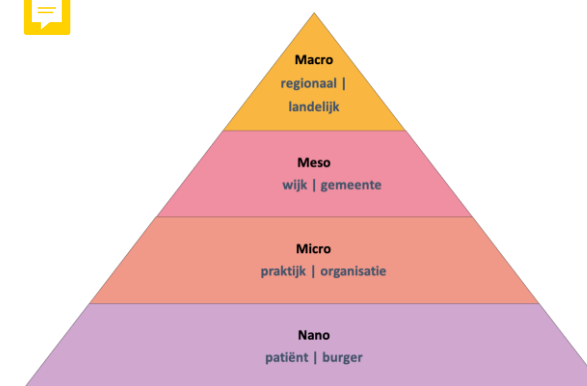 Macro
regionaal |
landelijk
Meso
wijk | gemeente
Micro
praktijk | organisatie
Nano
patiënt | burger